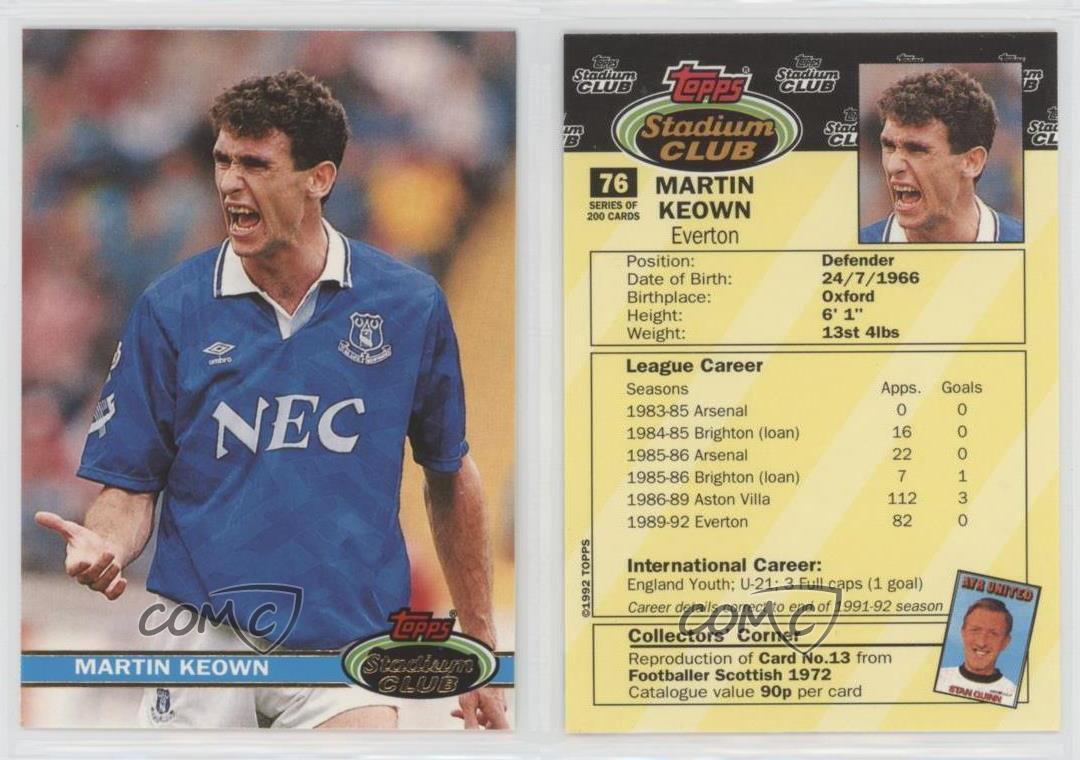 umbro
NEC
COMC
Topps
MARTIN KEOWN
Stadium
CLUB
Topps
Stadium
CLUB
Topps
Stadium
CLUB
Topps
Stadium
CLUB
76
SERIES OF
200 CARDS
MARTIN
KEOWN
Everton
Position: Defender
Date of Birth: 24/7/1966
Birthplace: Oxford
Height: 6' 1"
Weight: 13st 4lbs
League Career
Seasons Apps. Goals
1983-85 Arsenal 0 0
1984-85 Brighton (loan) 16 0
1985-86 Arsenal 22 0
1985-86 Brighton (loan) 7 1
1986-89 Aston Villa 112 3
1989-92 Everton 82 0
©1992 TOPPS
International Career:
England Youth; U-21; 3 Full caps (1 goal)
Career details correct to end of 1991-92 season
COMC
AYR UNITED
STAN QUINN
Collectors' Corner
Reproduction of Card No.13 from
Footballer Scottish 1972
Catalogue value 90p per card